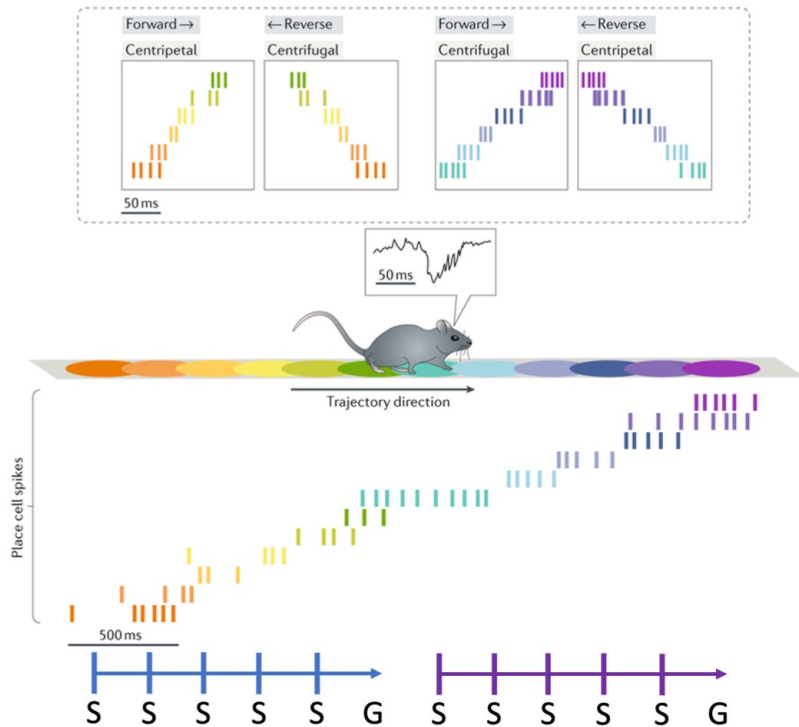 Forward →
Centripetal
← Reverse
Centrifugal
Forward →
Centrifugal
← Reverse
Centripetal
50 ms
50 ms
Trajectory direction
Place cell spikes
500 ms
S S S S S G
S S S S S G